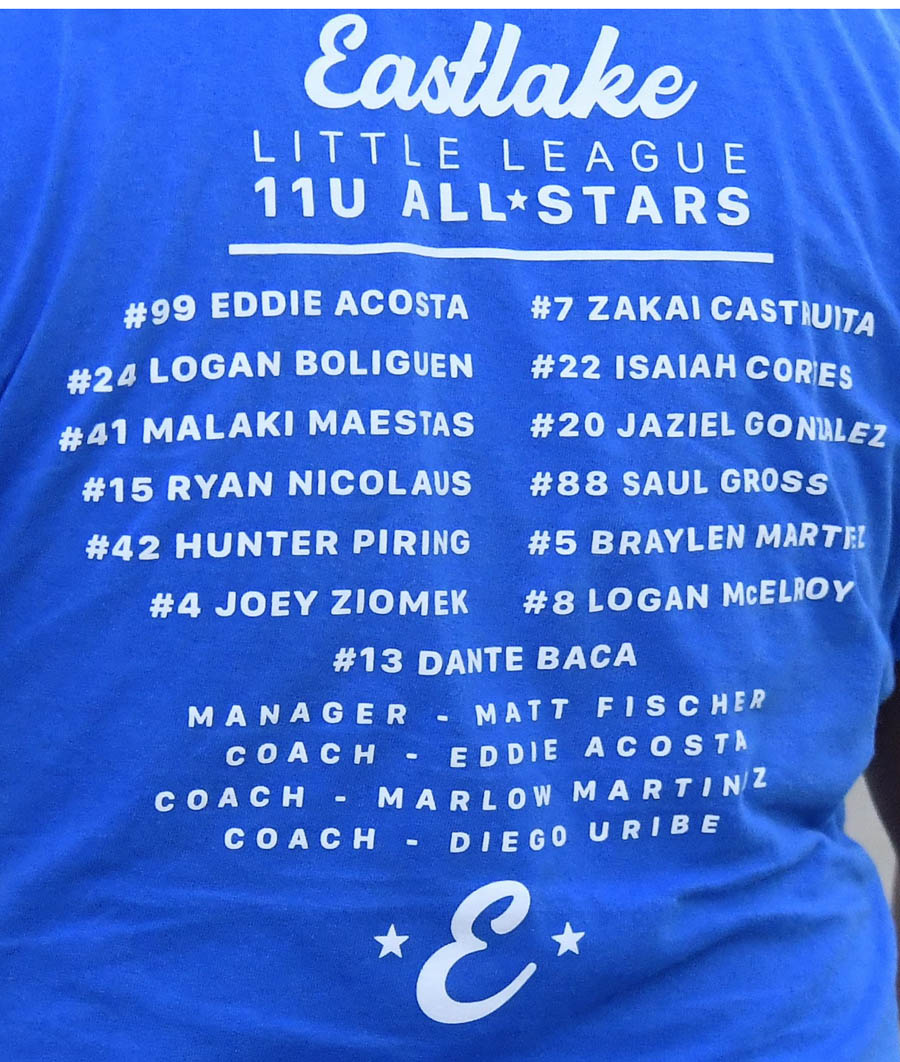 Eastlake
LITTLE LEAGUE
11U ALL★STARS
#99 EDDIE ACOSTA #7 ZAKAI CASTRUITA
#24 LOGAN BOLIGUEN #22 ISAIAH
#41 MALAKI MAESTAS #20 JAZIEL GONZALEZ
#15 RYAN NICOLAUS #88 SAUL GROSS
#42 HUNTER PIRING #5 BRAYLEN
#4 JOEY ZIOMEK #8 LOGAN McELROY
#13 DANTE BACA
MANAGER - MATT FISCHER
COACH - EDDIE ACOSTA
COACH - MARLOW MARTINEZ
COACH - DIEGO URIBE
★ E ★